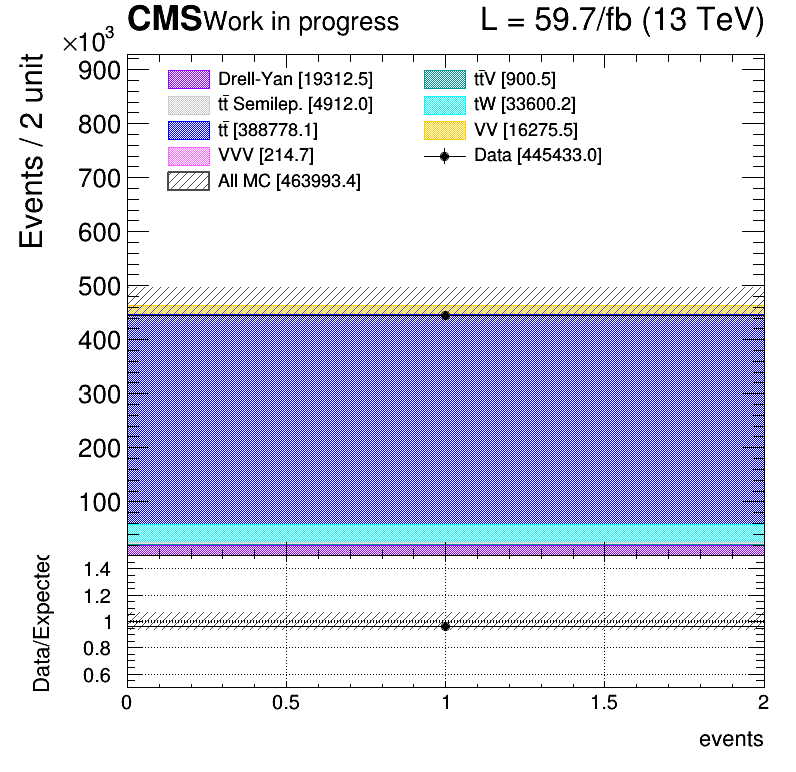 CMS Work in progress L = 59.7/fb (13 TeV)
×10³
Events / 2 unit
900
800
700
600
500
400
300
200
100
Drell-Yan [19312.5]
tt̄ Semilep. [4912.0]
tt̄ [388778.1]
VVV [214.7]
All MC [463993.4]
tt̄V [900.5]
tW [33600.2]
VV [16275.5]
Data [445433.0]
Data/Expected
1.4
1.2
1
0.8
0.6
0 0.5 1 1.5 2
events